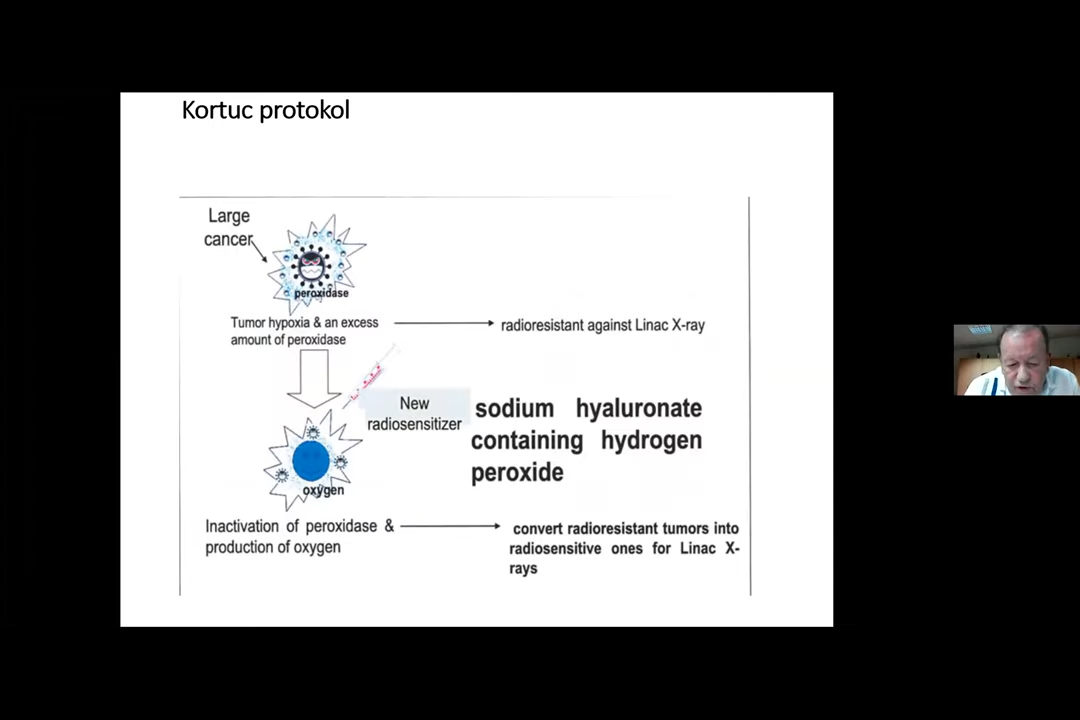 Kortuc protokol
Large
cancer
peroxidase
Tumor hypoxia & an excess
amount of peroxidase
radioresistant against Linac X-ray
New
radiosensitizer
sodium hyaluronate
containing hydrogen
peroxide
oxygen
Inactivation of peroxidase &
production of oxygen
convert radioresistant tumors into
radiosensitive ones for Linac X-
rays